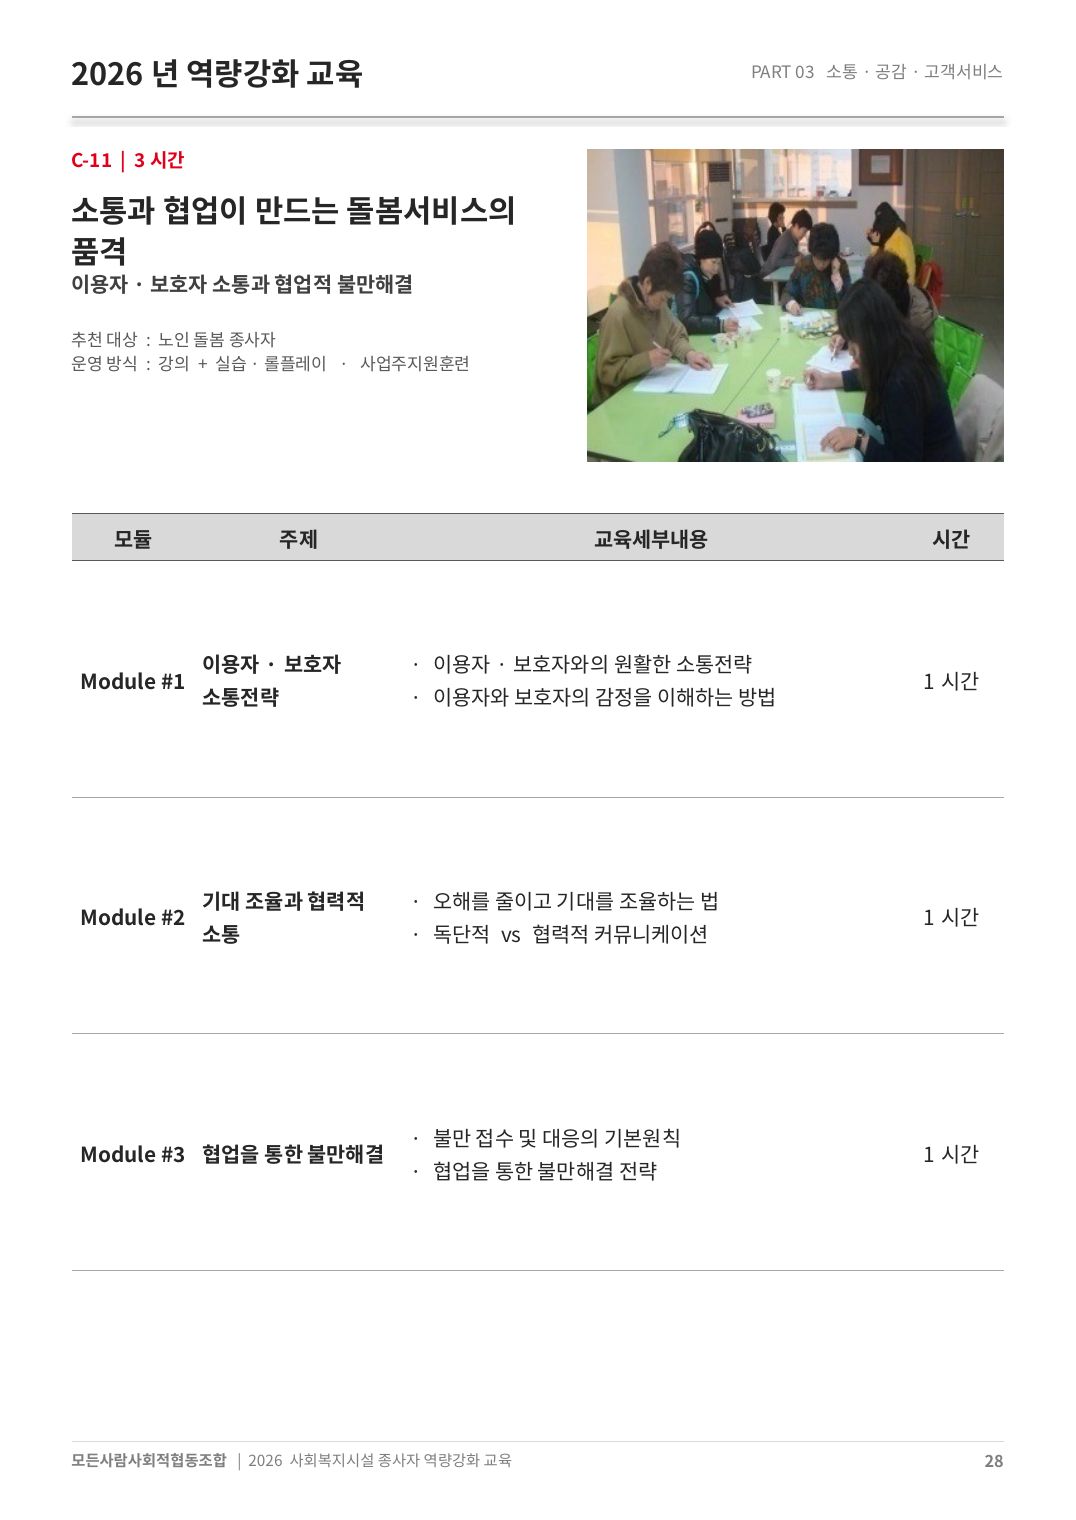 2026 년 역량강화 교육
PART 03 소통 · 공감 · 고객서비스
C-11 | 3 시간
소통과 협업이 만드는 돌봄서비스의
품격
이용자 · 보호자 소통과 협업적 불만해결
추천 대상 : 노인 돌봄 종사자
운영 방식 : 강의 + 실습 · 롤플레이 · 사업주지원훈련
모듈 주제 교육세부내용 시간
Module #1
이용자 · 보호자
소통전략
· 이용자 · 보호자와의 원활한 소통전략
· 이용자와 보호자의 감정을 이해하는 방법
1 시간
Module #2
기대 조율과 협력적
소통
· 오해를 줄이고 기대를 조율하는 법
· 독단적 vs 협력적 커뮤니케이션
1 시간
Module #3
협업을 통한 불만해결
· 불만 접수 및 대응의 기본원칙
· 협업을 통한 불만해결 전략
1 시간
모든사람사회적협동조합 | 2026 사회복지시설 종사자 역량강화 교육
28